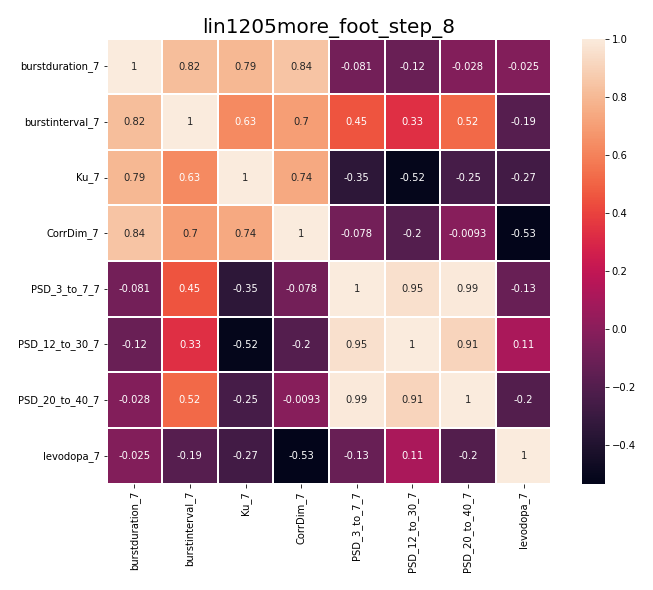 lin1205more_foot_step_8
burstduration_7 1 0.82 0.79 0.84 -0.081 -0.12 -0.028 -0.025
burstinterval_7 0.82 1 0.63 0.7 0.45 0.33 0.52 -0.19
Ku_7 0.79 0.63 1 0.74 -0.35 -0.52 -0.25 -0.27
CorrDim_7 0.84 0.7 0.74 1 -0.078 -0.2 -0.0093 -0.53
PSD_3_to_7_7 -0.081 0.45 -0.35 -0.078 1 0.95 0.99 -0.13
PSD_12_to_30_7 -0.12 0.33 -0.52 -0.2 0.95 1 0.91 0.11
PSD_20_to_40_7 -0.028 0.52 -0.25 -0.0093 0.99 0.91 1 -0.2
levodopa_7 -0.025 -0.19 -0.27 -0.53 -0.13 0.11 -0.2 1
burstduration_7
burstinterval_7
Ku_7
CorrDim_7
PSD_3_to_7_7
PSD_12_to_30_7
PSD_20_to_40_7
levodopa_7
1.0
0.8
0.6
0.4
0.2
0.0
−0.2
−0.4